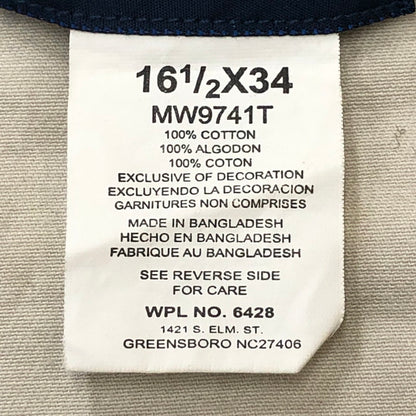 16 1/2X34
MW9741T
100% COTTON
100% ALGODON
100% COTON
EXCLUSIVE OF DECORATION
EXCLUYENDO LA DECORACION
GARNITURES NON COMPRISES
MADE IN BANGLADESH
HECHO EN BANGLADESH
FABRIQUE AU BANGLADESH
SEE REVERSE SIDE
FOR CARE
WPL NO. 6428
1421 S. ELM. ST.
GREENSBORO NC27406